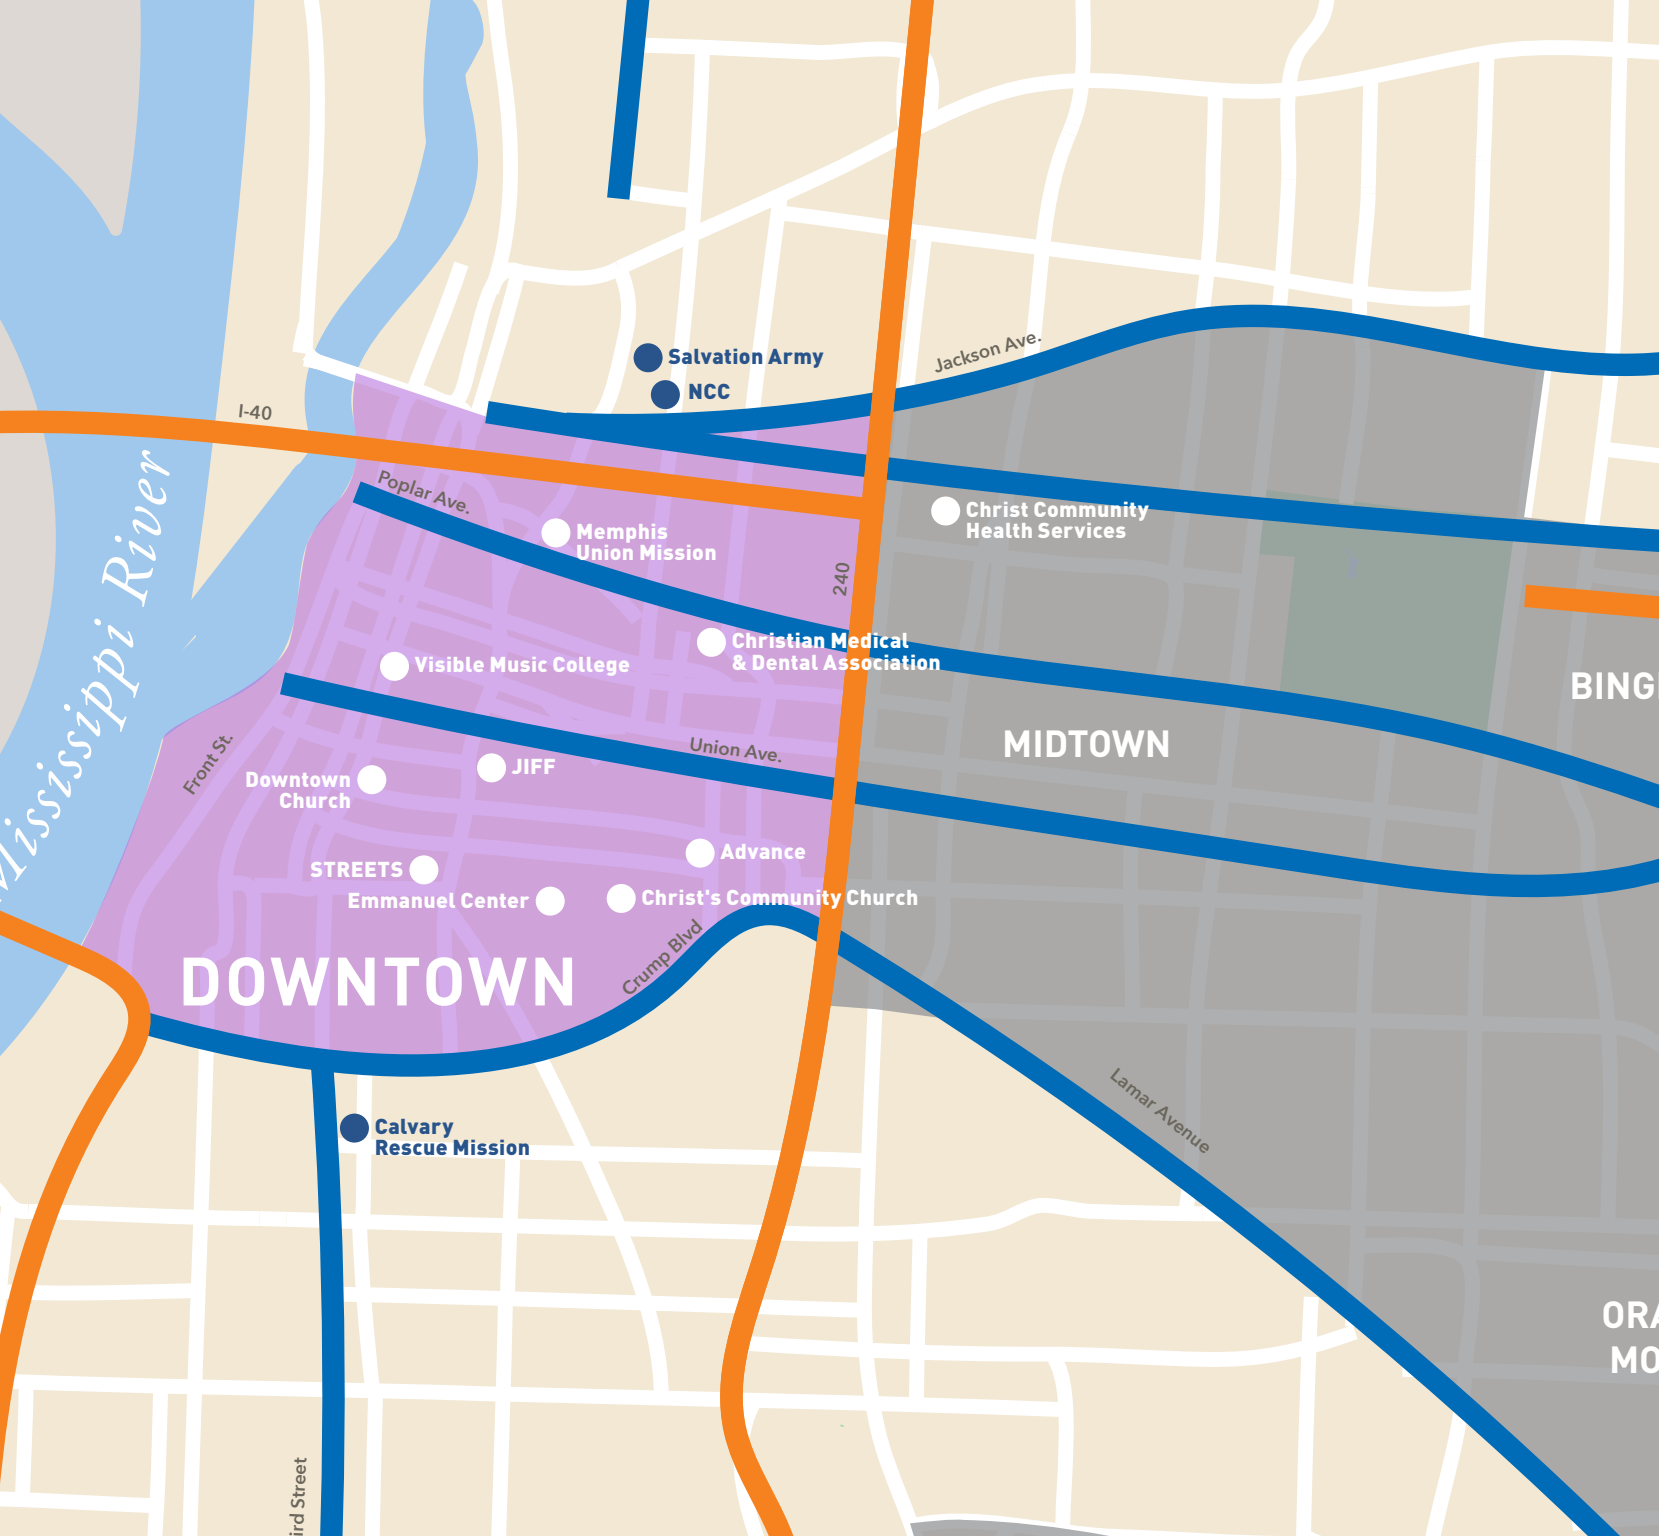 Salvation Army
NCC
Jackson Ave.
I-40
Poplar Ave.
Mississippi River
Memphis
Union Mission
Christ Community
Health Services
240
Christian Medical
& Dental Association
Visible Music College
BING
MIDTOWN
Union Ave.
Front St.
JIFF
Downtown
Church
Advance
STREETS
Emmanuel Center
Christ's Community Church
Crump Blvd
DOWNTOWN
Lamar Avenue
Calvary
Rescue Mission
ORA
MO
ird Street